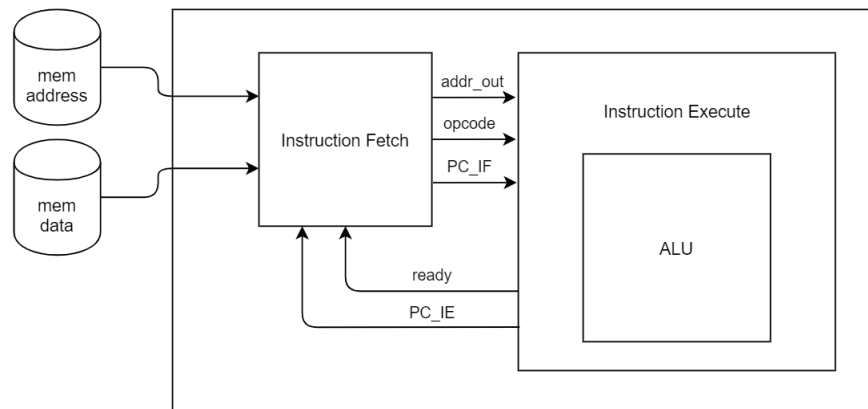 mem
address
mem
data
Instruction Fetch
addr_out
opcode
PC_IF
ready
PC_IE
Instruction Execute
ALU